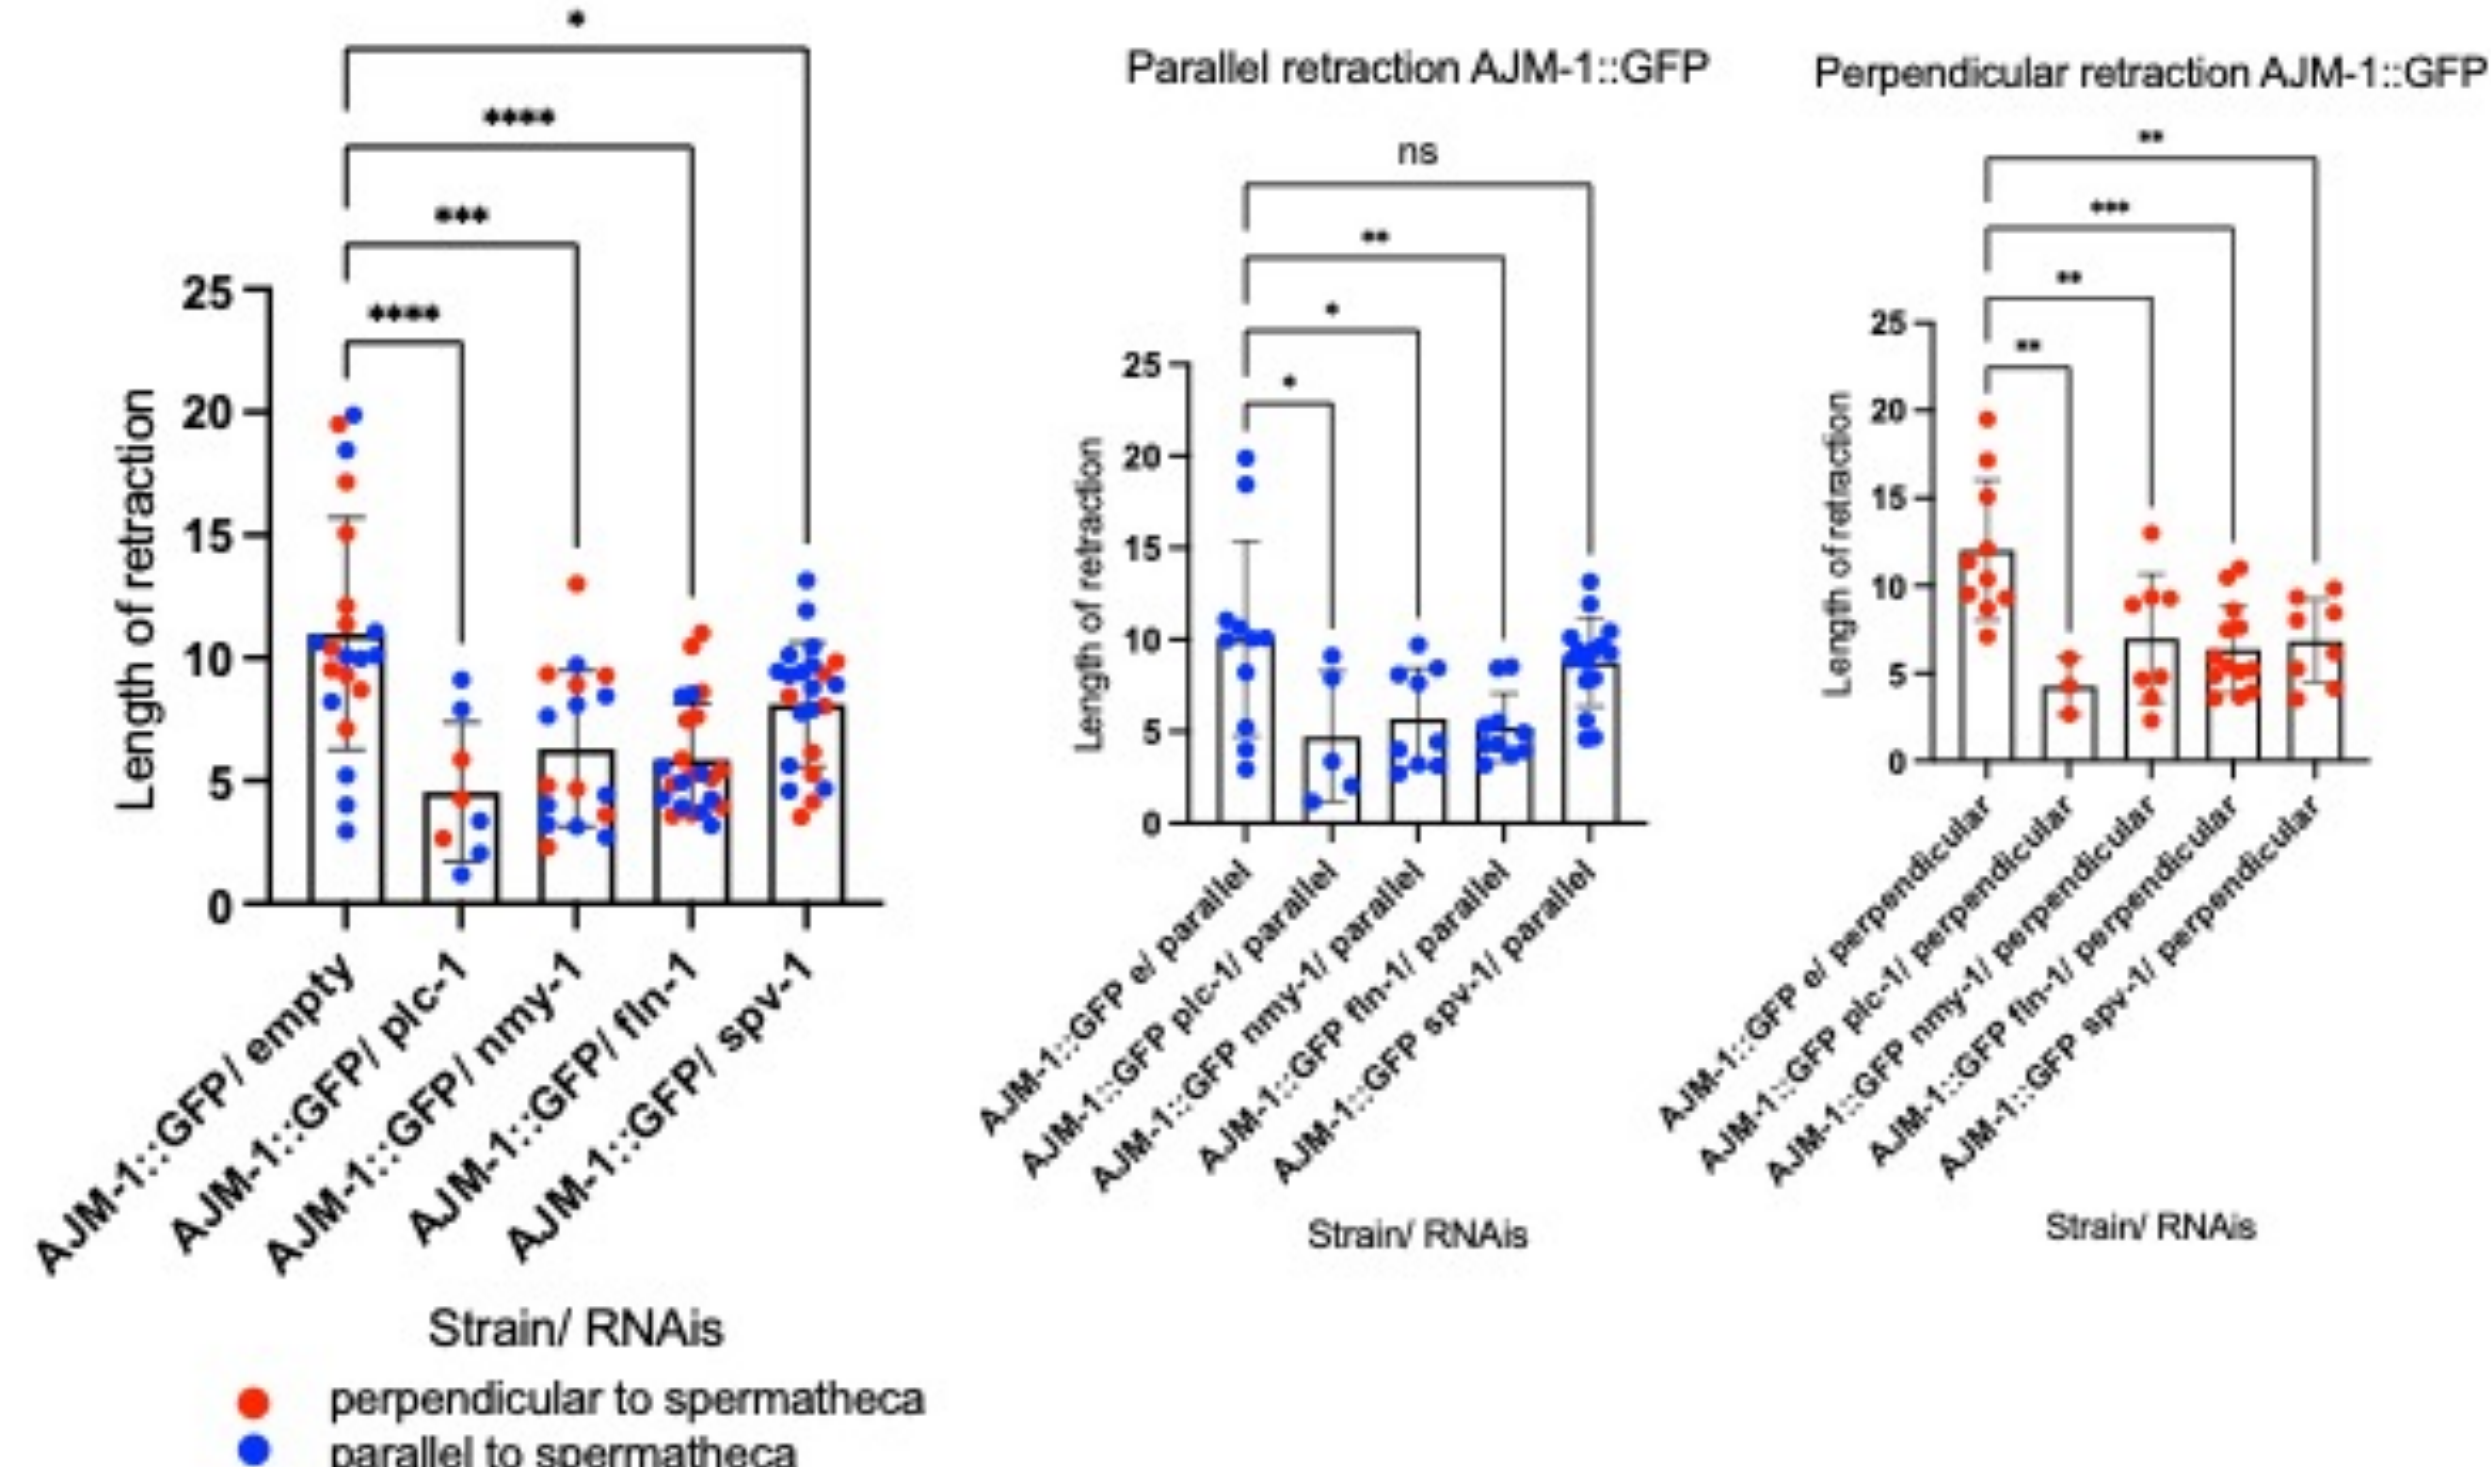 *
****
***
****
25
20
15
10
5
0
Length of retraction
AJM-1::GFP/ empty
AJM-1::GFP/ plc-1
AJM-1::GFP/ nmy-1
AJM-1::GFP/ fln-1
AJM-1::GFP/ spv-1
Strain/ RNAis
perpendicular to spermatheca
parallel to spermatheca
Parallel retraction AJM-1::GFP
ns
**
*
*
25
20
15
10
5
0
Length of retraction
AJM-1::GFP e/ parallel
AJM-1::GFP plc-1/ parallel
AJM-1::GFP nmy-1/ parallel
AJM-1::GFP fln-1/ parallel
AJM-1::GFP spv-1/ parallel
Strain/ RNAis
Perpendicular retraction AJM-1::GFP
**
***
**
**
25
20
15
10
5
0
Length of retraction
AJM-1::GFP e/ perpendicular
AJM-1::GFP plc-1/ perpendicular
AJM-1::GFP nmy-1/ perpendicular
AJM-1::GFP fln-1/ perpendicular
AJM-1::GFP spv-1/ perpendicular
Strain/ RNAis